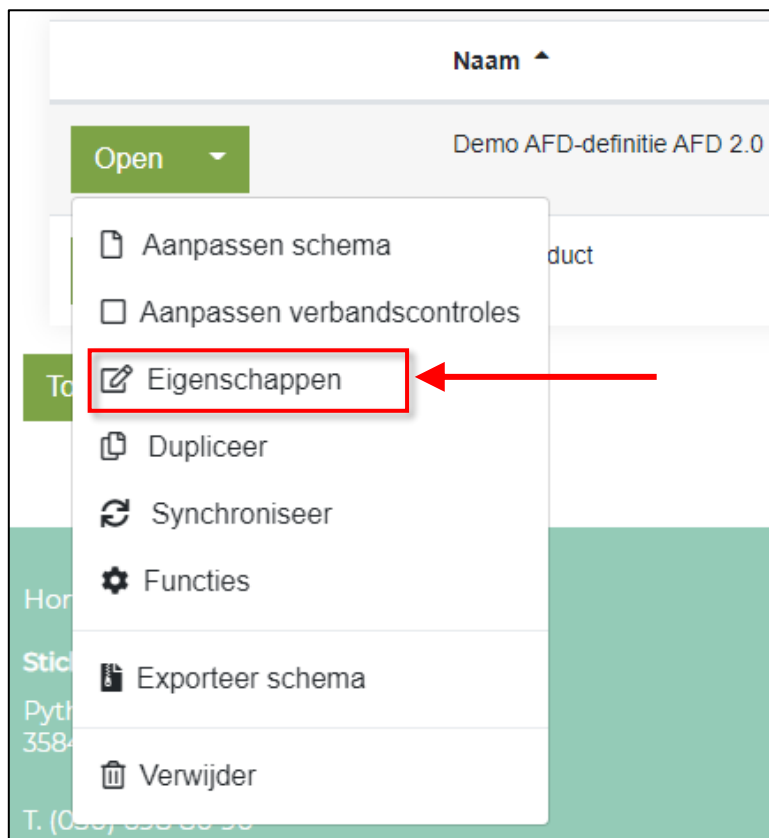 Naam
Open
Demo AFD-definitie AFD 2.0
Aanpassen schema
duct
Aanpassen verbandscontroles
Eigenschappen
Dupliceer
Synchroniseer
Functies
Exporteer schema
Verwijder
T. (0